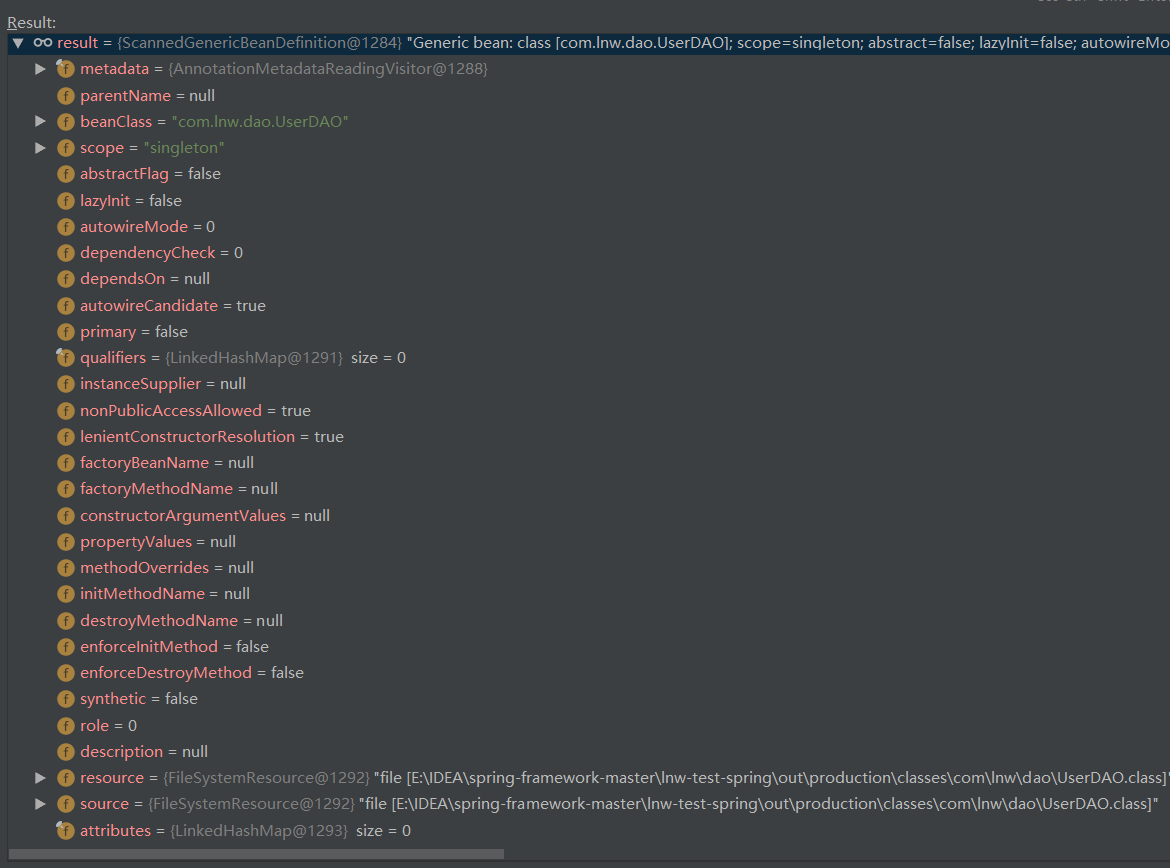 Result:
result = {ScannedGenericBeanDefinition@1284} "Generic bean: class [com.lnw.dao.UserDAO]; scope=singleton; abstract=false; lazyInit=false; autowireMo
metadata = {AnnotationMetadataReadingVisitor@1288}
parentName = null
beanClass = "com.lnw.dao.UserDAO"
scope = "singleton"
abstractFlag = false
lazyInit = false
autowireMode = 0
dependencyCheck = 0
dependsOn = null
autowireCandidate = true
primary = false
qualifiers = {LinkedHashMap@1291} size = 0
instanceSupplier = null
nonPublicAccessAllowed = true
lenientConstructorResolution = true
factoryBeanName = null
factoryMethodName = null
constructorArgumentValues = null
propertyValues = null
methodOverrides = null
initMethodName = null
destroyMethodName = null
enforceInitMethod = false
enforceDestroyMethod = false
synthetic = false
role = 0
description = null
resource = {FileSystemResource@1292} "file [E:\IDEA\spring-framework-master\lnw-test-spring\out\production\classes\com\lnw\dao\UserDAO.class]"
source = {FileSystemResource@1292} "file [E:\IDEA\spring-framework-master\lnw-test-spring\out\production\classes\com\lnw\dao\UserDAO.class]"
attributes = {LinkedHashMap@1293} size = 0